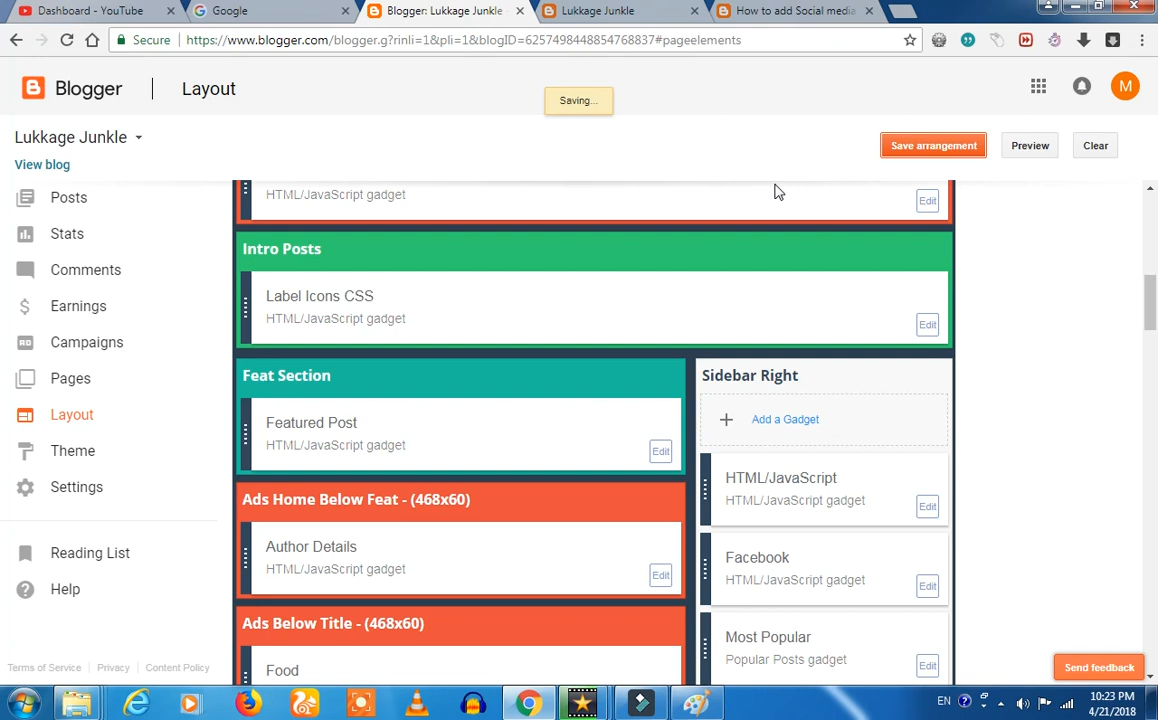 Dashboard - YouTube
Google
Blogger: Lukkage Junkle
Lukkage Junkle
How to add Social media
Secure
https://www.blogger.com/blogger.g?rinli=1&pli=1&blogID=6257498448854768837#pageelements
Blogger
Layout
M
Saving...
Lukkage Junkle
View blog
Save arrangement
Preview
Clear
Posts
Stats
Comments
Earnings
Campaigns
Pages
Layout
Theme
Settings
Reading List
Help
Terms of Service
Privacy
Content Policy
HTML/JavaScript gadget
Edit
Intro Posts
Label Icons CSS
HTML/JavaScript gadget
Edit
Feat Section
Featured Post
HTML/JavaScript gadget
Edit
Ads Home Below Feat - (468x60)
Author Details
HTML/JavaScript gadget
Edit
Ads Below Title - (468x60)
Food
Sidebar Right
Add a Gadget
HTML/JavaScript
HTML/JavaScript gadget
Edit
Facebook
HTML/JavaScript gadget
Edit
Most Popular
Popular Posts gadget
Edit
Send feedback
EN
10:23 PM
4/21/2018